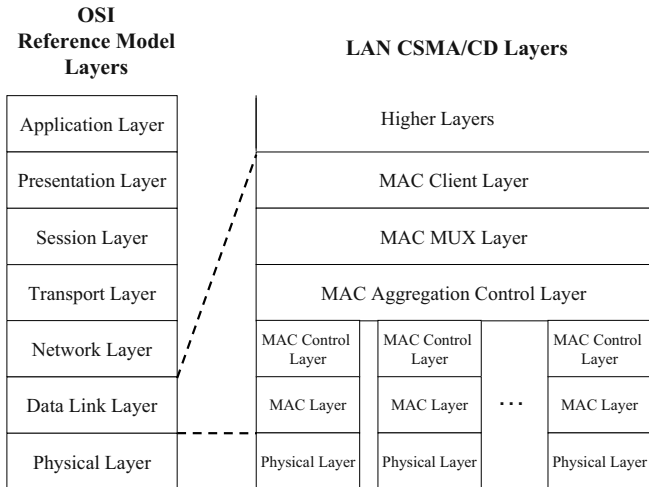 OSI
Reference Model
Layers
LAN CSMA/CD Layers
Application Layer
Presentation Layer
Session Layer
Transport Layer
Network Layer
Data Link Layer
Physical Layer
Higher Layers
MAC Client Layer
MAC MUX Layer
MAC Aggregation Control Layer
MAC Control
Layer
MAC Control
Layer
MAC Control
Layer
MAC Layer
MAC Layer
...
MAC Layer
Physical Layer
Physical Layer
Physical Layer